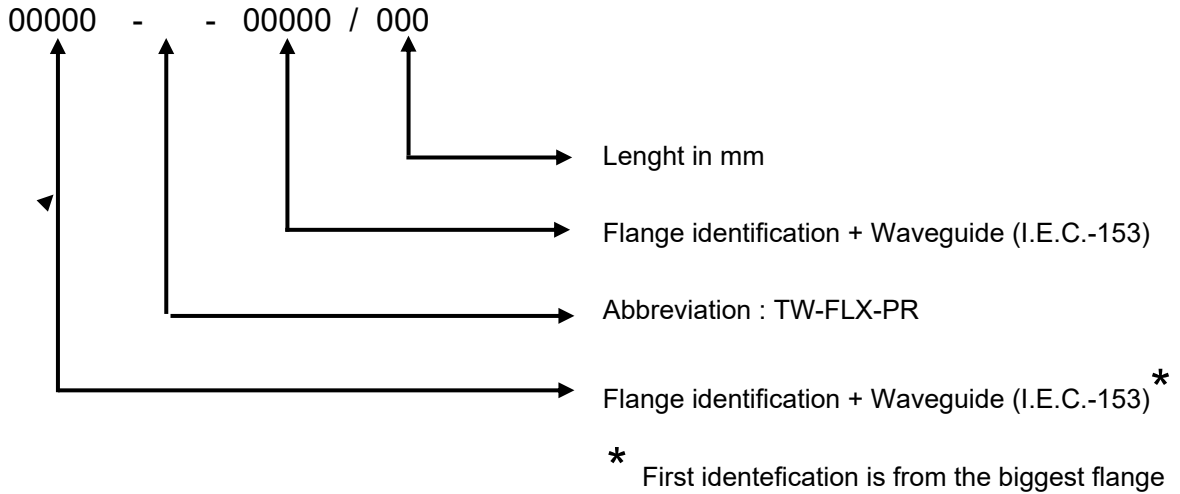 00000 - - 00000 / 000
Lenght in mm
Flange identification + Waveguide (I.E.C.-153)
Abbreviation : TW-FLX-PR
Flange identification + Waveguide (I.E.C.-153)*
* First identefication is from the biggest flange